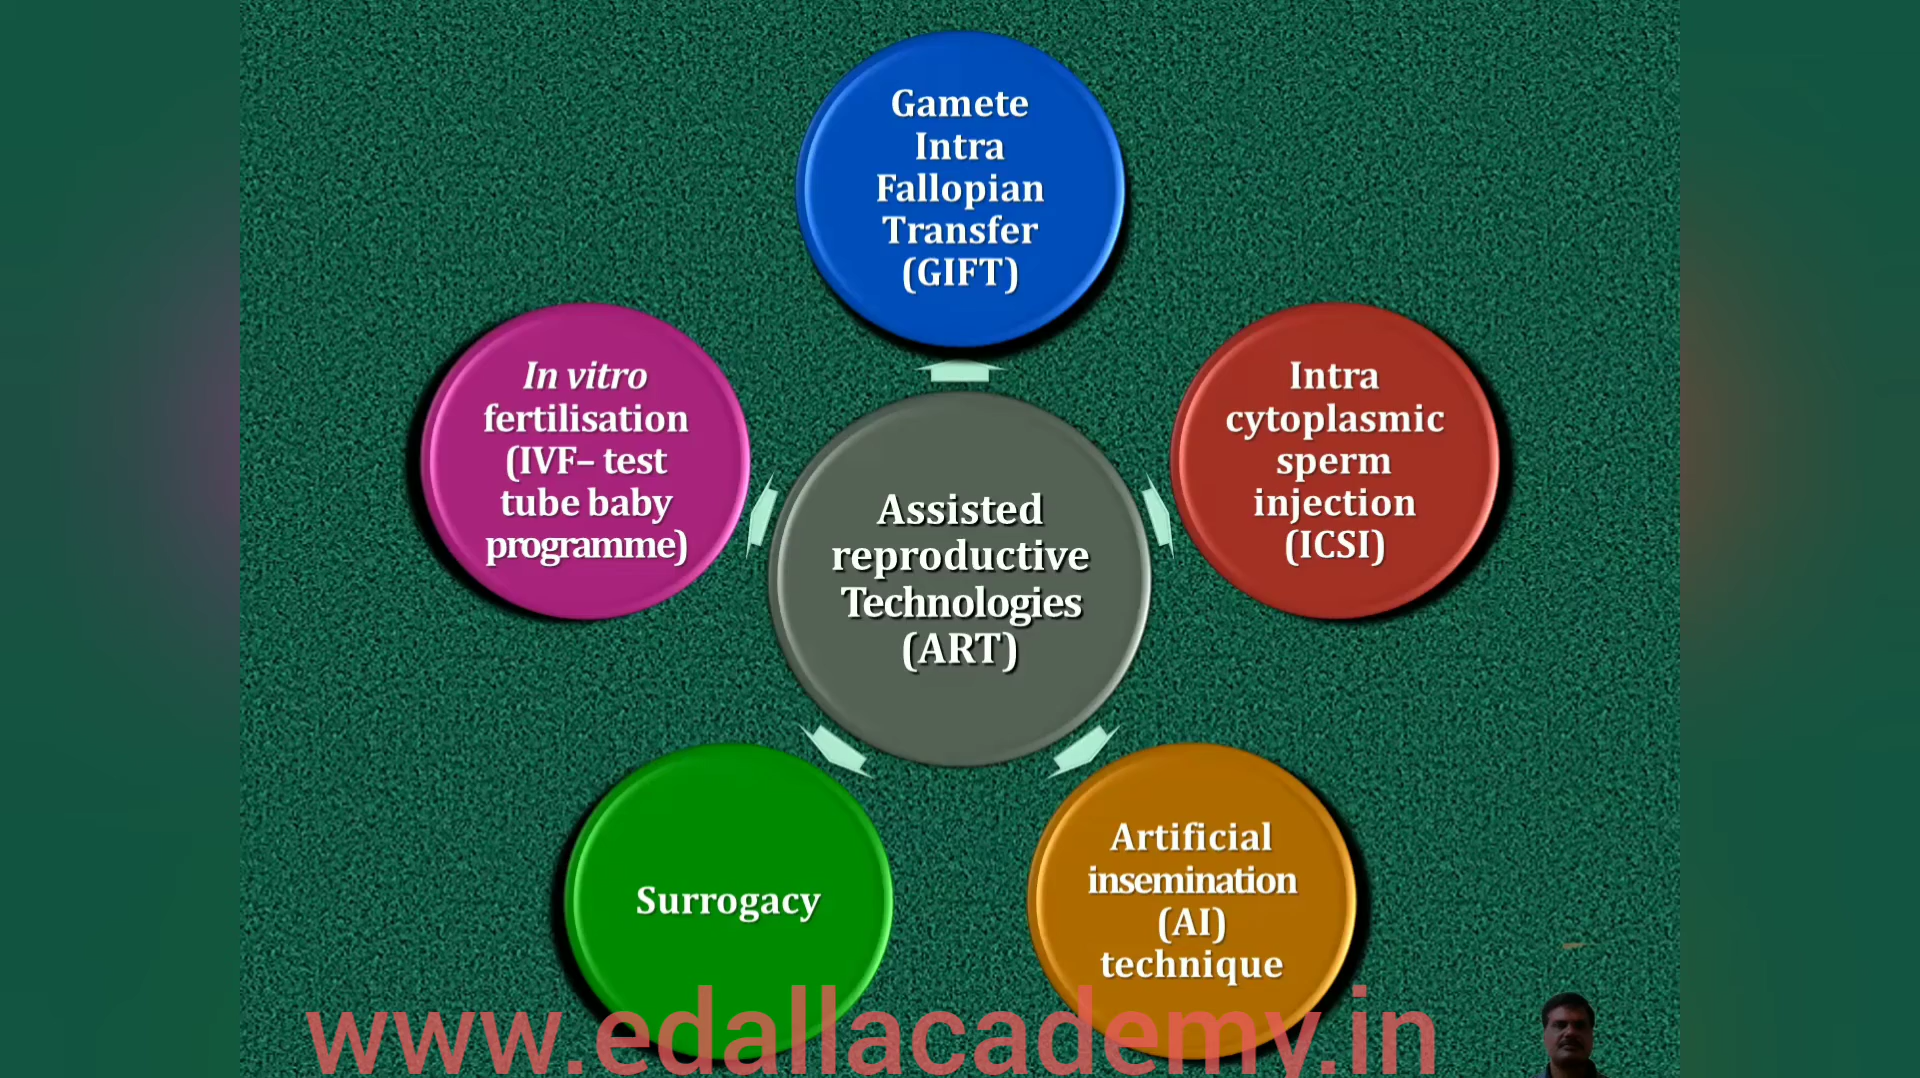 Gamete
Intra
Fallopian
Transfer
(GIFT)
In vitro
fertilisation
(IVF– test
tube baby
programme)
Intra
cytoplasmic
sperm
injection
(ICSI)
Assisted
reproductive
Technologies
(ART)
Surrogacy
Artificial
insemination
(AI)
technique
www.edallacademy.in